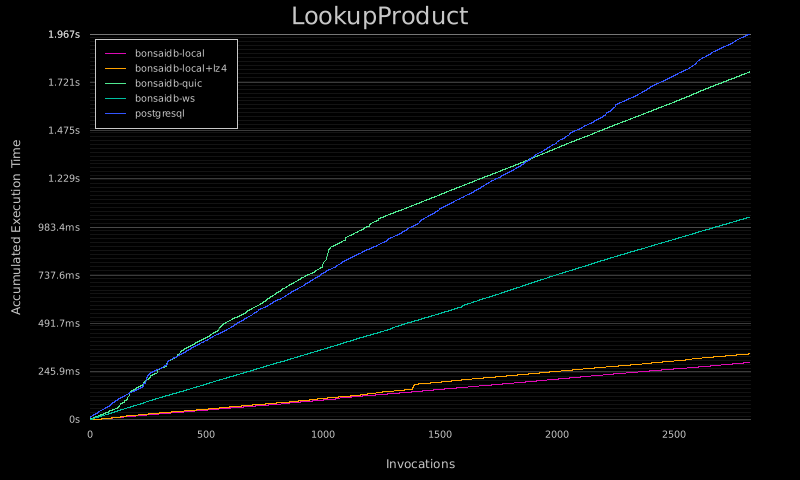 LookupProduct
1.967s
1.721s
1.475s
1.229s
983.4ms
737.6ms
491.7ms
245.9ms
0s
bonsaidb-local
bonsaidb-local+lz4
bonsaidb-quic
bonsaidb-ws
postgresql
Accumulated Execution Time
0 500 1000 1500 2000 2500
Invocations